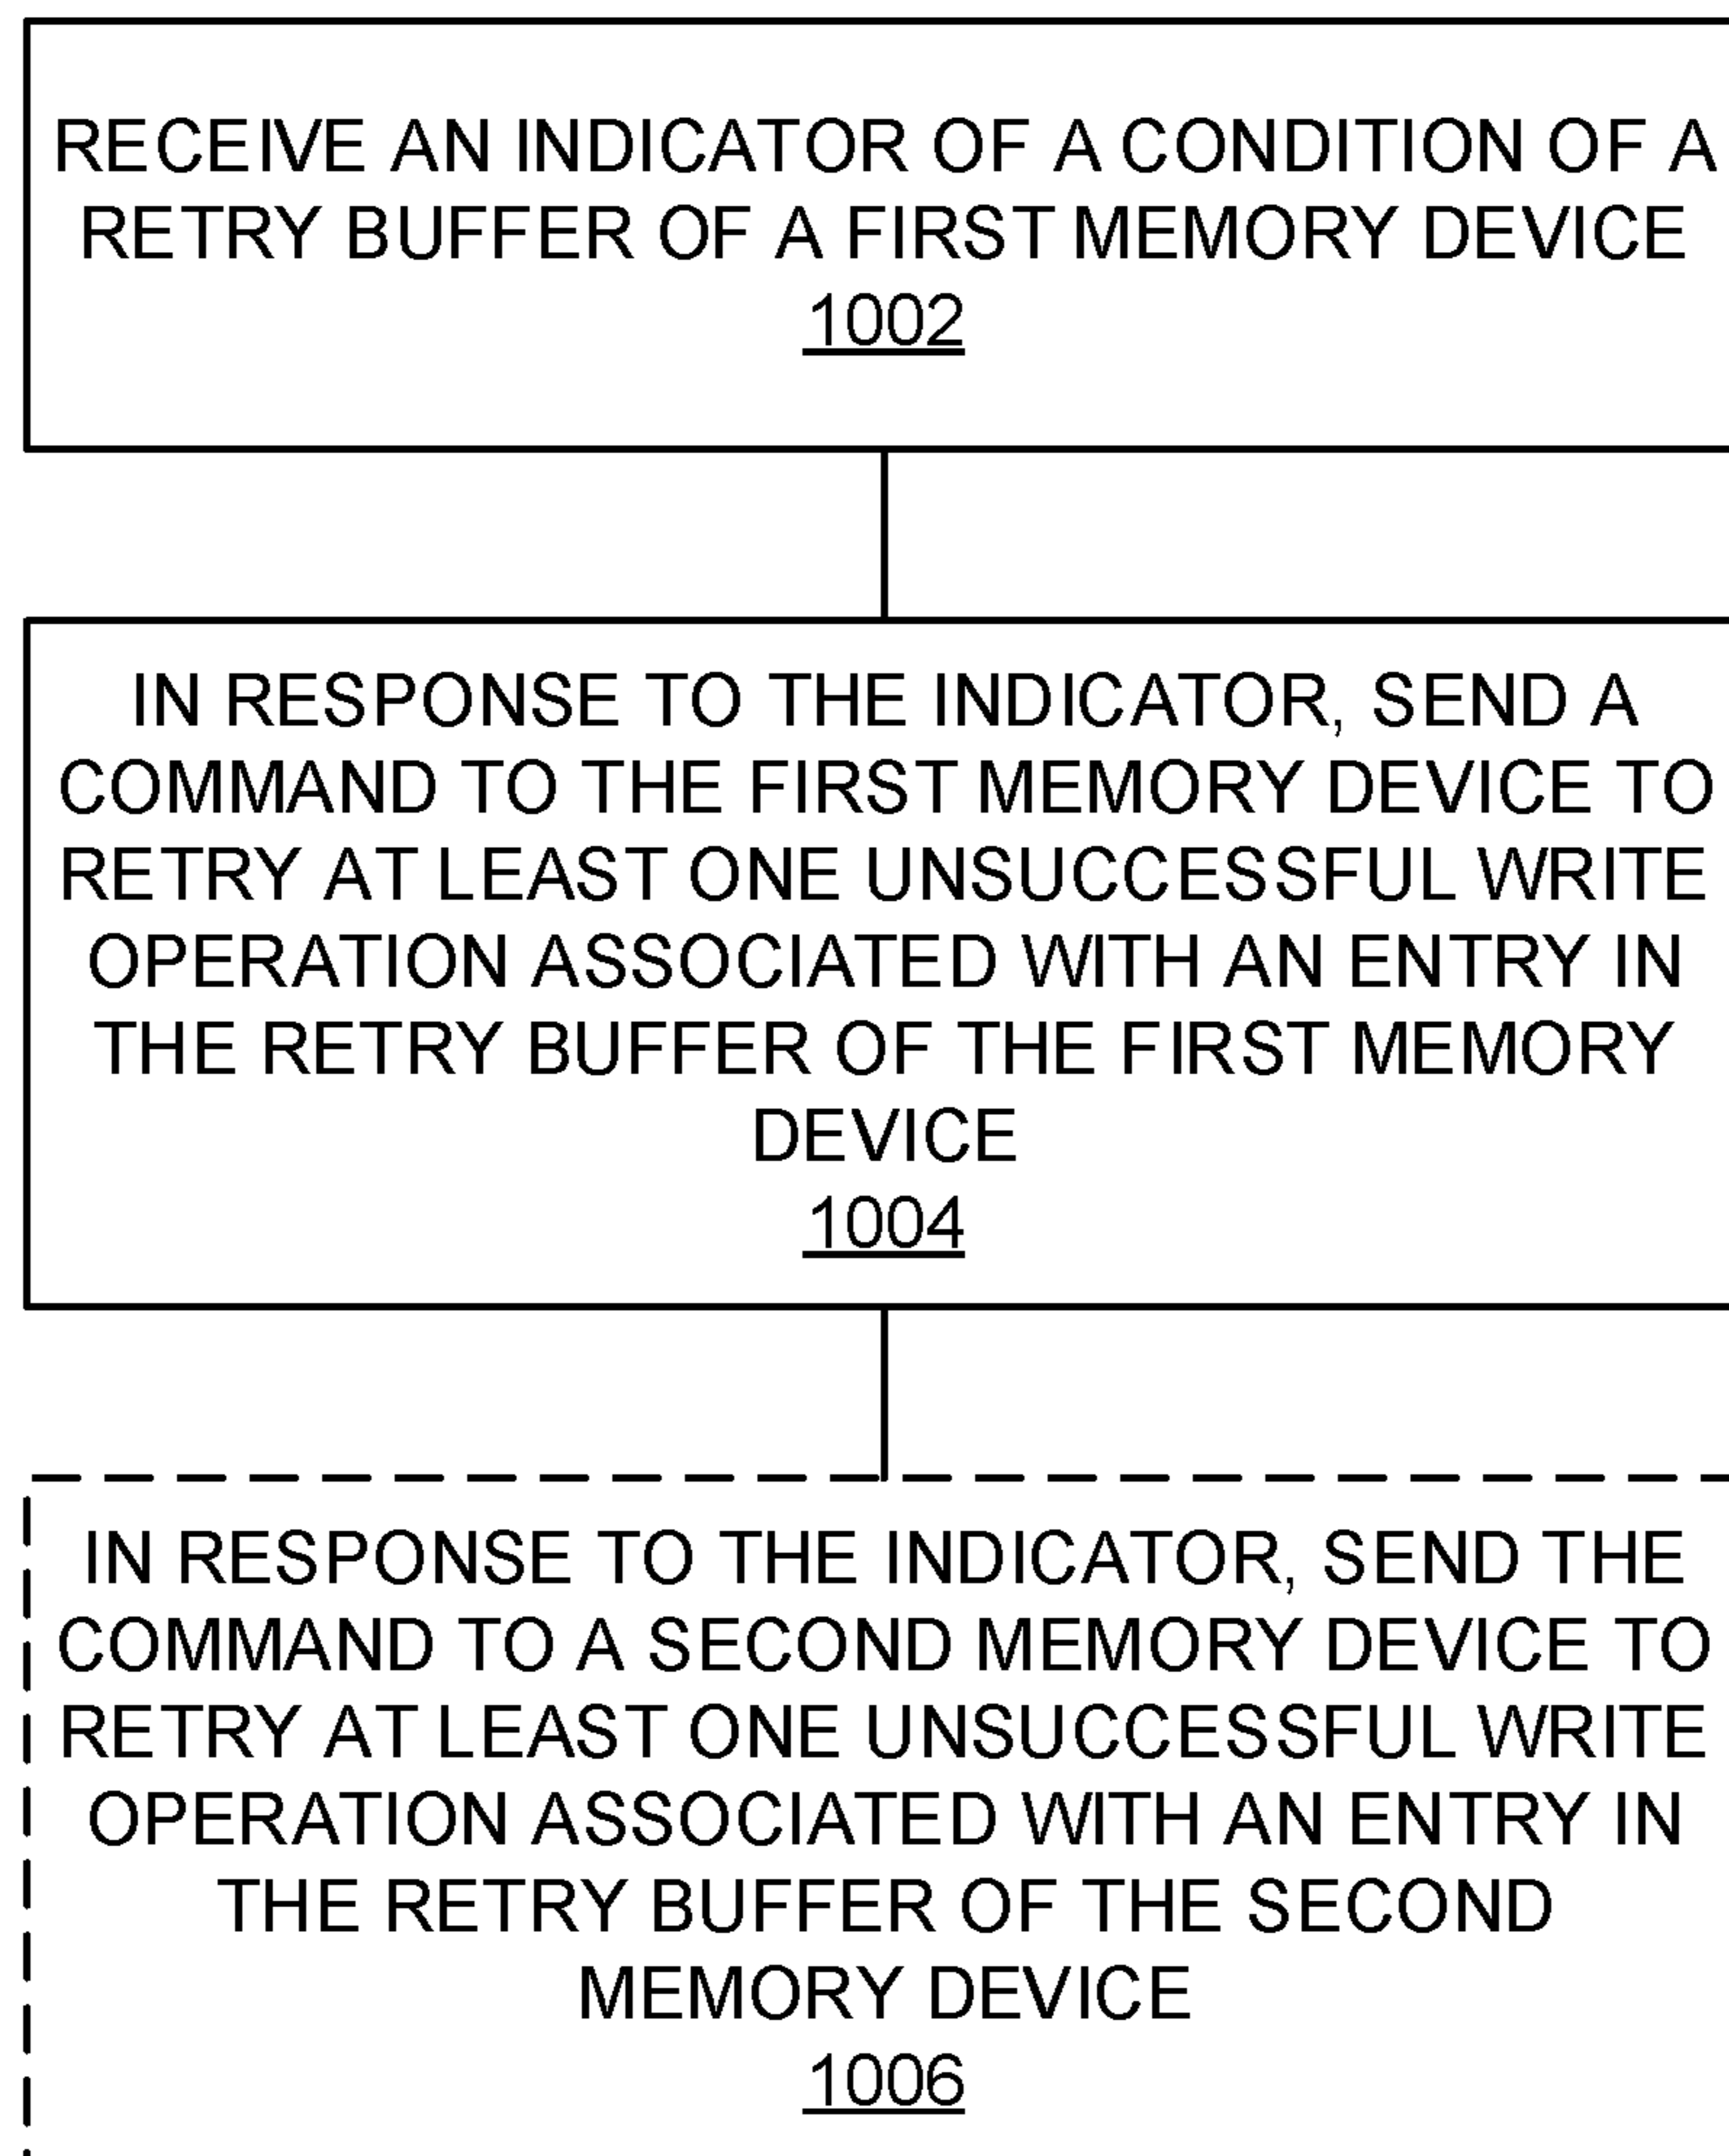 RECEIVE AN INDICATOR OF A CONDITION OF A
RETRY BUFFER OF A FIRST MEMORY DEVICE
1002
IN RESPONSE TO THE INDICATOR, SEND A
COMMAND TO THE FIRST MEMORY DEVICE TO
RETRY AT LEAST ONE UNSUCCESSFUL WRITE
OPERATION ASSOCIATED WITH AN ENTRY IN
THE RETRY BUFFER OF THE FIRST MEMORY
DEVICE
1004
IN RESPONSE TO THE INDICATOR, SEND THE
COMMAND TO A SECOND MEMORY DEVICE TO
RETRY AT LEAST ONE UNSUCCESSFUL WRITE
OPERATION ASSOCIATED WITH AN ENTRY IN
THE RETRY BUFFER OF THE SECOND
MEMORY DEVICE
1006